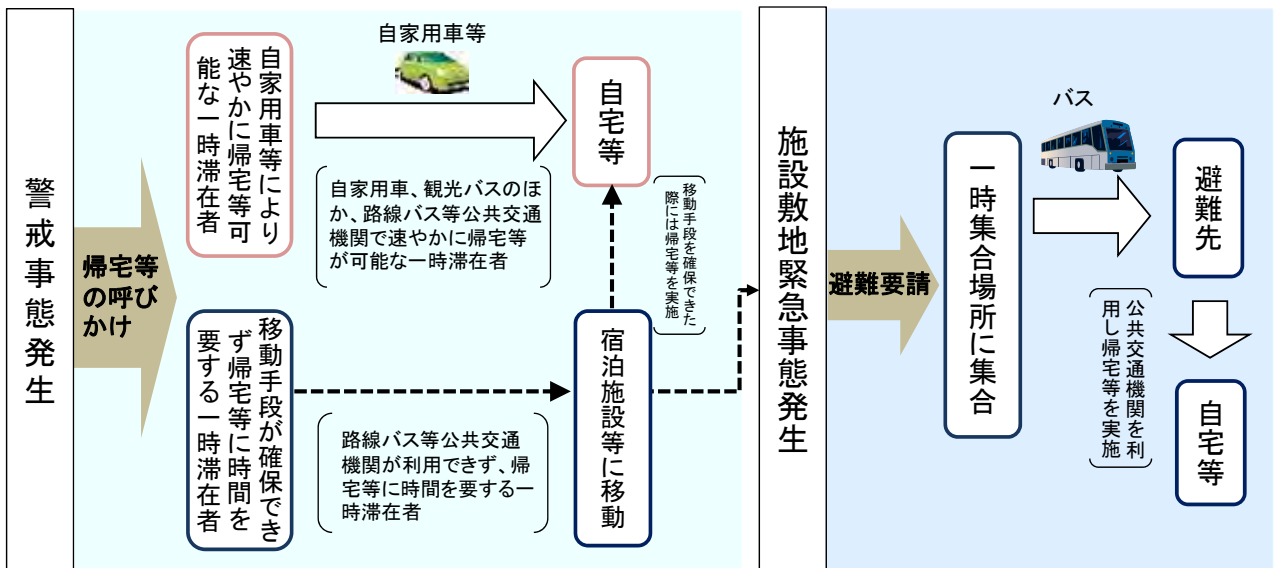 警戒事態発生
帰宅等
の呼び
かけ
自家用車等により
速やかに帰宅等可
能な一時滞在者
自家用車等
自家用車、観光バスのほ
か、路線バス等公共交通
機関で速やかに帰宅等
が可能な一時滞在者
自宅等
移動手段を確保できた
際には帰宅等を実施
移動手段が確保でき
ず帰宅等に時間を
要する一時滞在者
路線バス等公共交通
機関が利用できず、帰
宅等に時間を要する一
時滞在者
宿泊施設等に移動
施設敷地緊急事態発生
避難要請
一時集合場所に集合
バス
避難先
公共交通機関を利
用し帰宅等を実施
自宅等